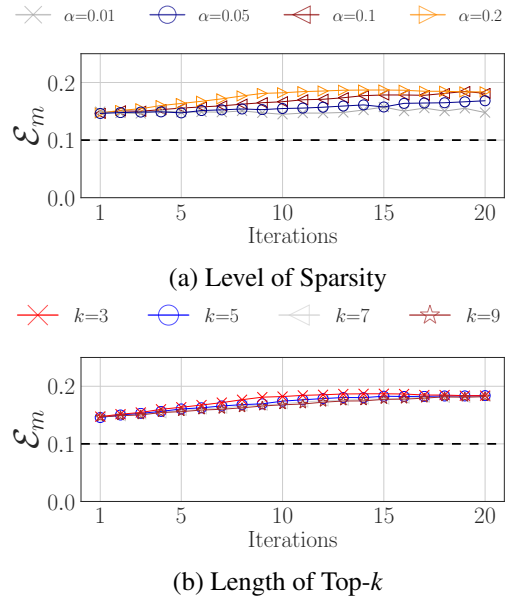 α=0.01 α=0.05 α=0.1 α=0.2
0.2
0.1
0.0
ℰm
1 5 10 15 20
Iterations
(a) Level of Sparsity
k=3 k=5 k=7 k=9
0.2
0.1
0.0
ℰm
1 5 10 15 20
Iterations
(b) Length of Top-k